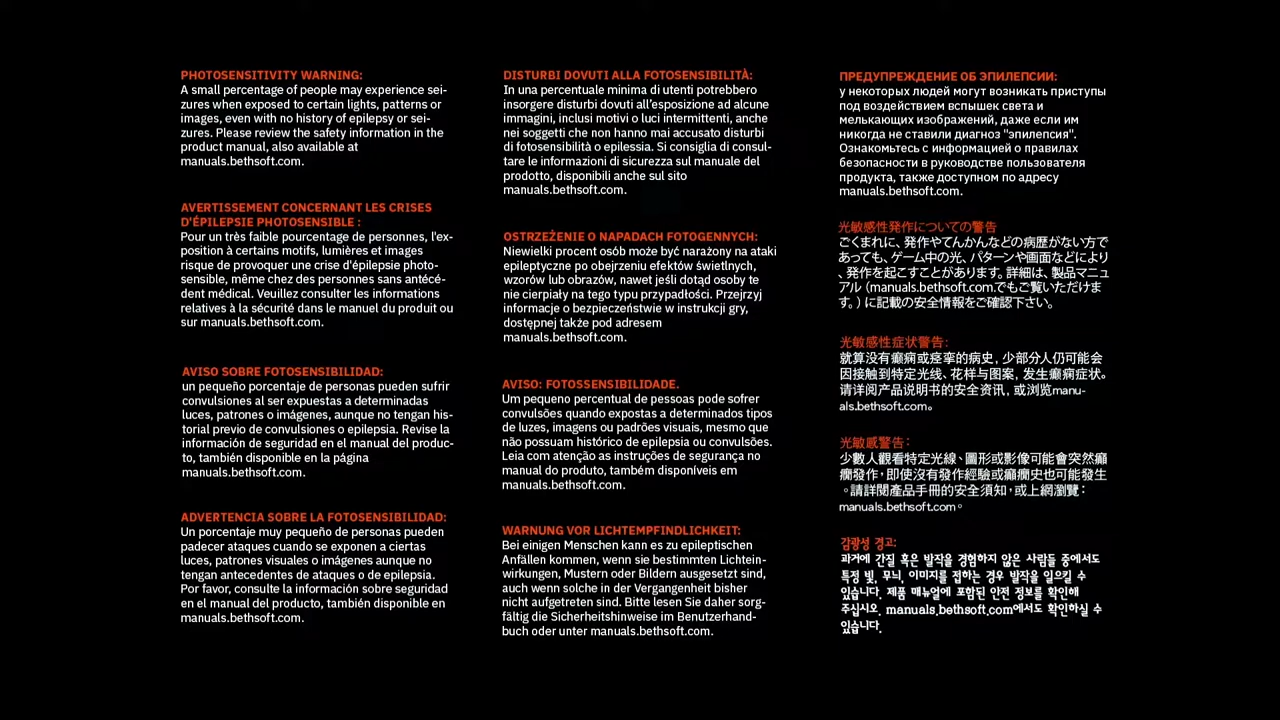 PHOTOSENSITIVITY WARNING:
A small percentage of people may experience sei-
zures when exposed to certain lights, patterns or
images, even with no history of epilepsy or sei-
zures. Please review the safety information in the
product manual, also available at
manuals.bethsoft.com.
AVERTISSEMENT CONCERNANT LES CRISES
D'ÉPILEPSIE PHOTOSENSIBLE :
Pour un très faible pourcentage de personnes, l'ex-
position à certains motifs, lumières et images
risque de provoquer une crise d'épilepsie photo-
sensible, même chez des personnes sans antécé-
dent médical. Veuillez consulter les informations
relatives à la sécurité dans le manuel du produit ou
sur manuals.bethsoft.com.
AVISO SOBRE FOTOSENSIBILIDAD:
un pequeño porcentaje de personas pueden sufrir
convulsiones al ser expuestas a determinadas
luces, patrones o imágenes, aunque no tengan his-
torial previo de convulsiones o epilepsia. Revise la
información de seguridad en el manual del produc-
to, también disponible en la página
manuals.bethsoft.com.
ADVERTENCIA SOBRE LA FOTOSENSIBILIDAD:
Un porcentaje muy pequeño de personas pueden
padecer ataques cuando se exponen a ciertas
luces, patrones visuales o imágenes aunque no
tengan antecedentes de ataques o de epilepsia.
Por favor, consulte la información sobre seguridad
en el manual del producto, también disponible en
manuals.bethsoft.com.
DISTURBI DOVUTI ALLA FOTOSENSIBILITÀ:
In una percentuale minima di utenti potrebbero
insorgere disturbi dovuti all'esposizione ad alcune
immagini, inclusi motivi o luci intermittenti, anche
nei soggetti che non hanno mai accusato disturbi
di fotosensibilità o epilessia. Si consiglia di consul-
tare le informazioni di sicurezza sul manuale del
prodotto, disponibili anche sul sito
manuals.bethsoft.com.
OSTRZEŻENIE O NAPADACH FOTOGENNYCH:
Niewielki procent osób może być narażony na ataki
epileptyczne po obejrzeniu efektów świetlnych,
wzorów lub obrazów, nawet jeśli dotąd osoby te
nie cierpiały na tego typu przypadłości. Przejrzyj
informacje o bezpieczeństwie w instrukcji gry,
dostępnej także pod adresem
manuals.bethsoft.com.
AVISO: FOTOSSENSIBILIDADE.
Um pequeno percentual de pessoas pode sofrer
convulsões quando expostas a determinados tipos
de luzes, imagens ou padrões visuais, mesmo que
não possuam histórico de epilepsia ou convulsões.
Leia com atenção as instruções de segurança no
manual do produto, também disponíveis em
manuals.bethsoft.com.
WARNUNG VOR LICHTEMPFINDLICHKEIT:
Bei einigen Menschen kann es zu epileptischen
Anfällen kommen, wenn sie bestimmten Lichtein-
wirkungen, Mustern oder Bildern ausgesetzt sind,
auch wenn solche in der Vergangenheit bisher
nicht aufgetreten sind. Bitte lesen Sie daher sorg-
fältig die Sicherheitshinweise im Benutzerhand-
buch oder unter manuals.bethsoft.com.
ПРЕДУПРЕЖДЕНИЕ ОБ ЭПИЛЕПСИИ:
у некоторых людей могут возникать приступы
под воздействием вспышек света и
мелькающих изображений, даже если им
никогда не ставили диагноз "эпилепсия".
Ознакомьтесь с информацией о правилах
безопасности в руководстве пользователя
продукта, также доступном по адресу
manuals.bethsoft.com.
光敏感性発作についての警告
ごくまれに、発作やてんかんなどの病歴がない方で
あっても、ゲーム中の光、パターンや画面などにより
、発作を起こすことがあります。詳細は、製品マニュ
アル (manuals.bethsoft.comでもご覧いただけま
す。) に記載の安全情報をご確認下さい。
光敏感性症状警告:
就算没有癫痫或痉挛的病史, 少部分人仍可能会
因接触到特定光线、花样与图案, 发生癫痫症状。
请详阅产品说明书的安全资讯, 或浏览manu-
als.bethsoft.com。
光敏感警告:
少數人觀看特定光線、圖形或影像可能會突然癲
癇發作,即使沒有發作經驗或癲癇史也可能發生
。請詳閱產品手冊的安全須知,或上網瀏覽:
manuals.bethsoft.com。
감광성 경고:
과거에 간질 혹은 발작을 경험하지 않은 사람들 중에서도
특정 빛, 무늬, 이미지를 접하는 경우 발작을 일으킬 수
있습니다. 제품 매뉴얼에 포함된 안전 정보를 확인해
주십시오. manuals.bethsoft.com에서도 확인하실 수
있습니다.